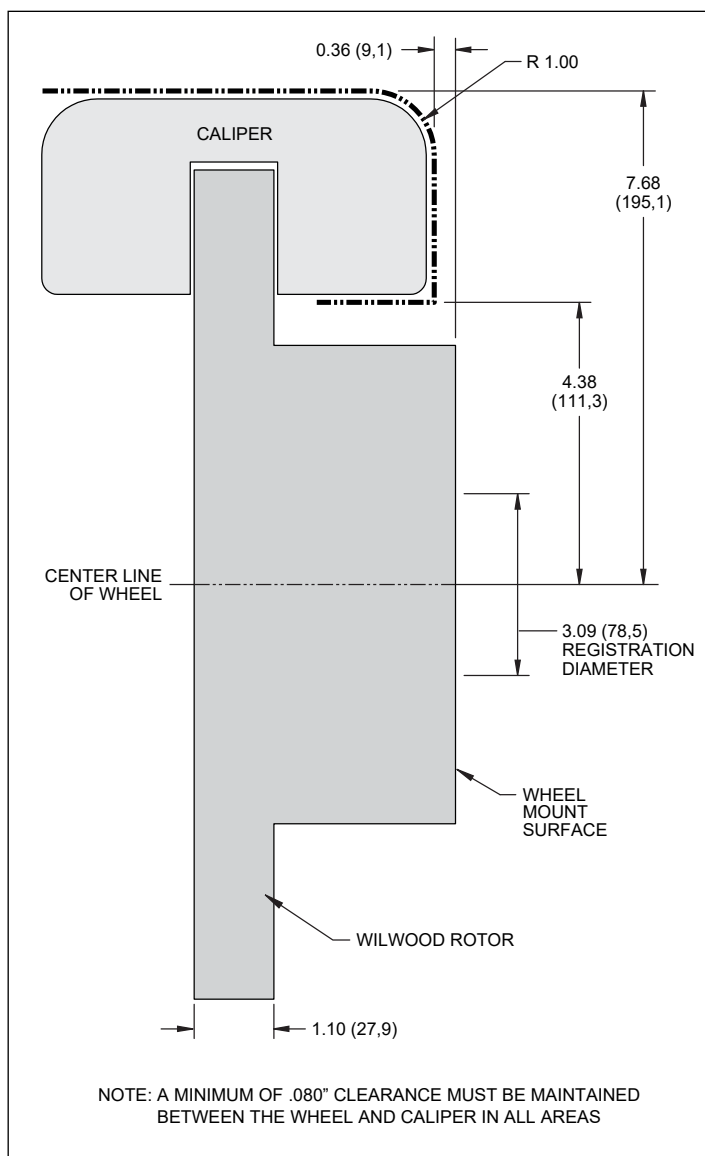 0.36 (9,1)
R 1.00
CALIPER
7.68
(195,1)
4.38
(111,3)
CENTER LINE
OF WHEEL
3.09 (78,5)
REGISTRATION
DIAMETER
WHEEL
MOUNT
SURFACE
WILWOOD ROTOR
1.10 (27,9)
NOTE: A MINIMUM OF .080” CLEARANCE MUST BE MAINTAINED
BETWEEN THE WHEEL AND CALIPER IN ALL AREAS